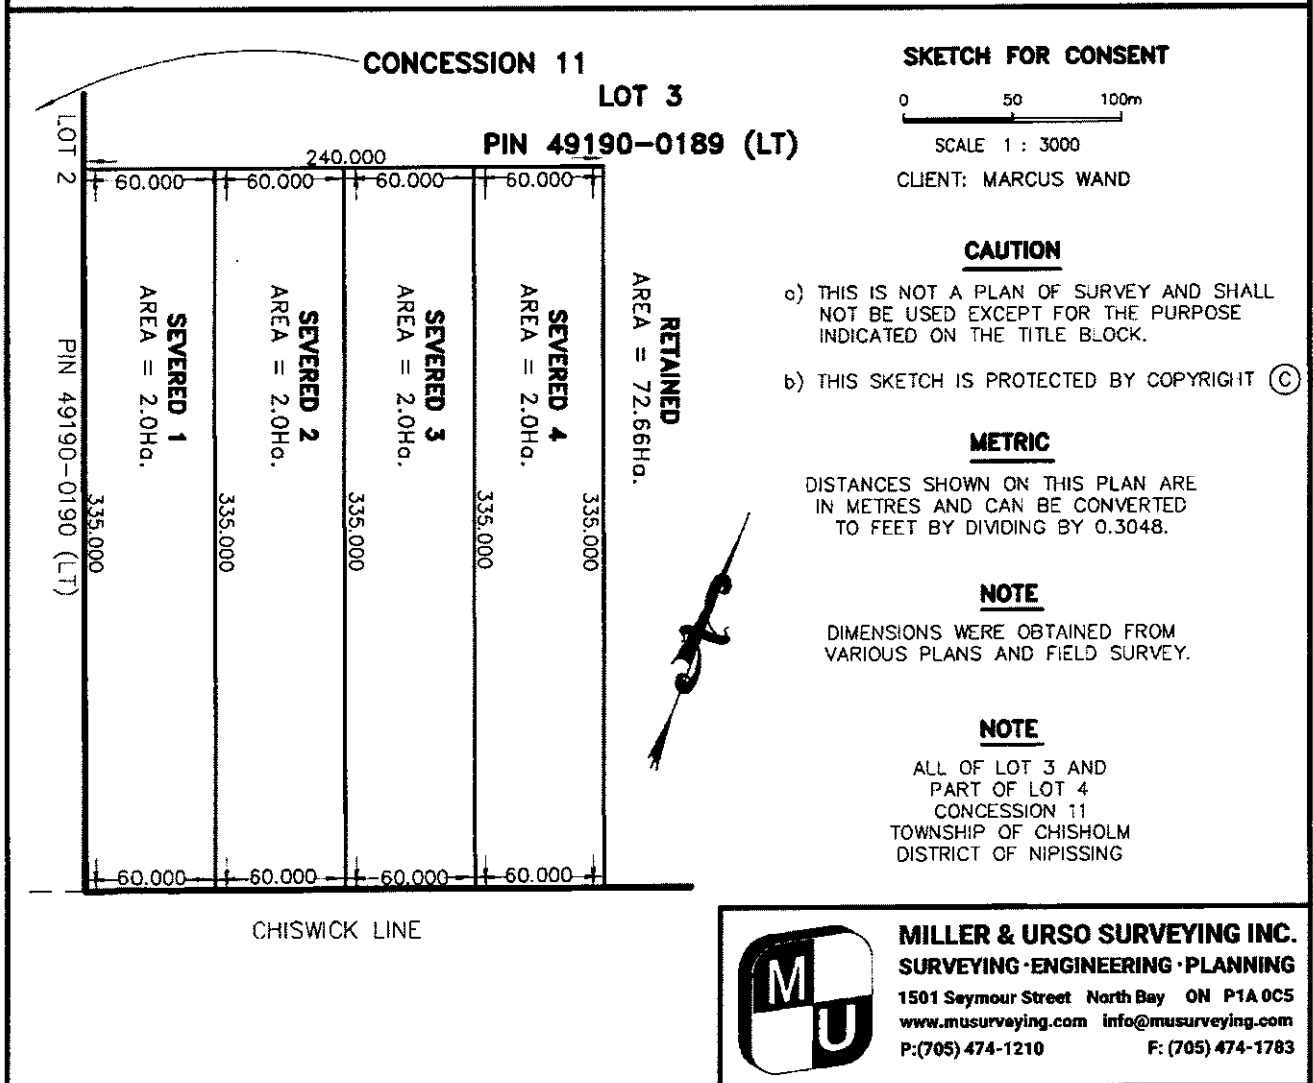 CONCESSION 11
LOT 3
PIN 49190-0189 (LT)
LOT 2
PIN 49190-0190 (LT)
240.000
60.000 60.000 60.000 60.000
SEVERED 1
AREA = 2.0Ha.
SEVERED 2
AREA = 2.0Ha.
SEVERED 3
AREA = 2.0Ha.
SEVERED 4
AREA = 2.0Ha.
RETAINED
AREA = 72.66Ha.
335.000
335.000
335.000
335.000
335.000
60.000 60.000 60.000 60.000
CHISWICK LINE
SKETCH FOR CONSENT
0 50 100m
SCALE 1 : 3000
CLIENT: MARCUS WAND
CAUTION
a) THIS IS NOT A PLAN OF SURVEY AND SHALL
NOT BE USED EXCEPT FOR THE PURPOSE
INDICATED ON THE TITLE BLOCK.
b) THIS SKETCH IS PROTECTED BY COPYRIGHT ©
METRIC
DISTANCES SHOWN ON THIS PLAN ARE
IN METRES AND CAN BE CONVERTED
TO FEET BY DIVIDING BY 0.3048.
NOTE
DIMENSIONS WERE OBTAINED FROM
VARIOUS PLANS AND FIELD SURVEY.
NOTE
ALL OF LOT 3 AND
PART OF LOT 4
CONCESSION 11
TOWNSHIP OF CHISHOLM
DISTRICT OF NIPISSING
M
U
MILLER & URSO SURVEYING INC.
SURVEYING·ENGINEERING·PLANNING
1501 Seymour Street North Bay ON P1A 0C5
www.musurveying.com info@musurveying.com
P:(705) 474-1210 F: (705) 474-1783